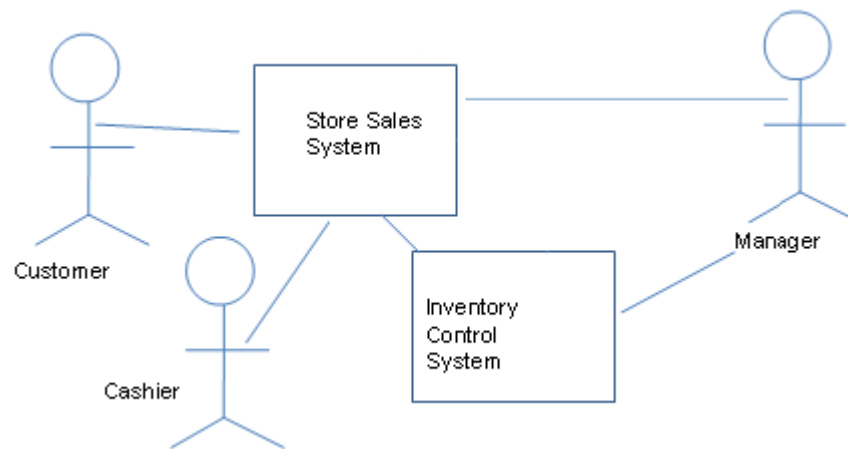 Store Sales
System
Manager
Customer
Inventory
Control
System
Cashier